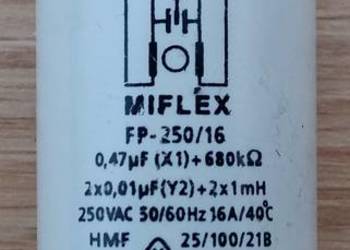 MIFLEX
FP-250/16
0,47µF (X1)+680kΩ
2x0,01µF(Y2)+2x1mH
250VAC 50/60Hz 16A/40°C
HMF 25/100/21B